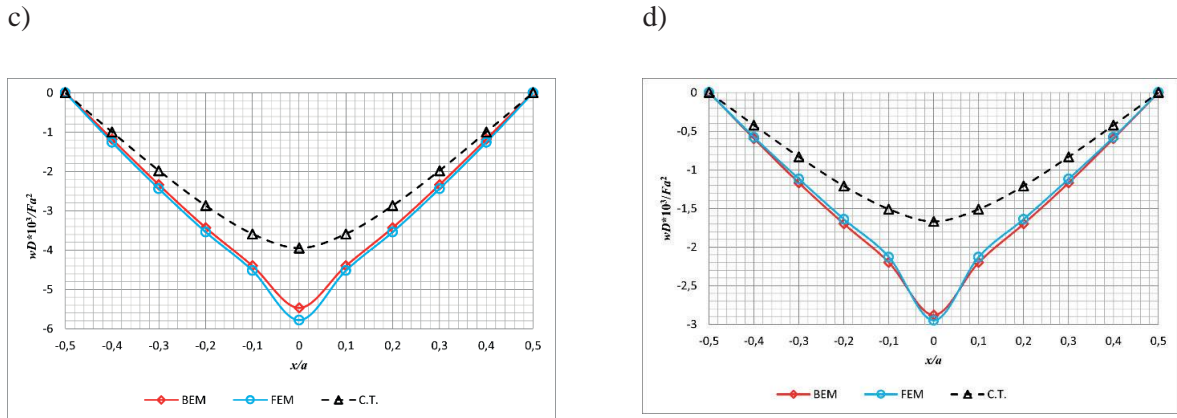 c)
0
-1
-2
-3
-4
-5
-6
wD*10³/Fa²
-0,5 -0,4 -0,3 -0,2 -0,1 0 0,1 0,2 0,3 0,4 0,5
x/a
BEM FEM C.T.
d)
0
-0,5
-1
-1,5
-2
-2,5
-3
wD*10³/Fa²
-0,5 -0,4 -0,3 -0,2 -0,1 0 0,1 0,2 0,3 0,4 0,5
x/a
BEM FEM C.T.